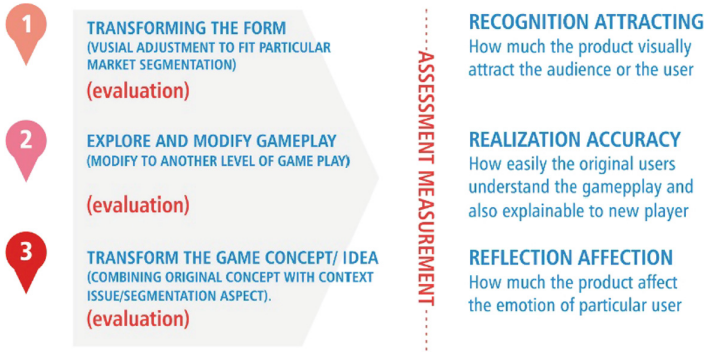 1
TRANSFORMING THE FORM
(VUSIAL ADJUSTMENT TO FIT PARTICULAR
MARKET SEGMENTATION)
(evaluation)
2
EXPLORE AND MODIFY GAMEPLAY
(MODIFY TO ANOTHER LEVEL OF GAME PLAY)
(evaluation)
3
TRANSFORM THE GAME CONCEPT/ IDEA
(COMBINING ORIGINAL CONCEPT WITH CONTEXT
ISSUE/SEGMENTATION ASPECT).
(evaluation)
ASSESSMENT MEASUREMENT
RECOGNITION ATTRACTING
How much the product visually
attract the audience or the user
REALIZATION ACCURACY
How easily the original users
understand the gamepplay and
also explainable to new player
REFLECTION AFFECTION
How much the product affect
the emotion of particular user